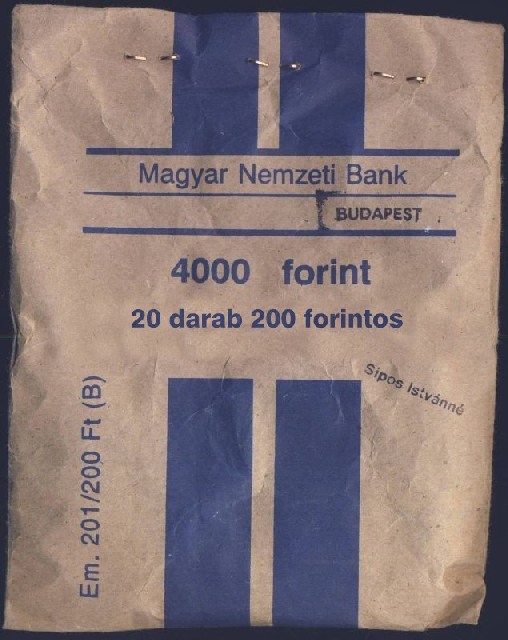 Magyar Nemzeti Bank
BUDAPEST
4000 forint
20 darab 200 forintos
Sipos Istvánné
Em. 201/200 Ft (B)